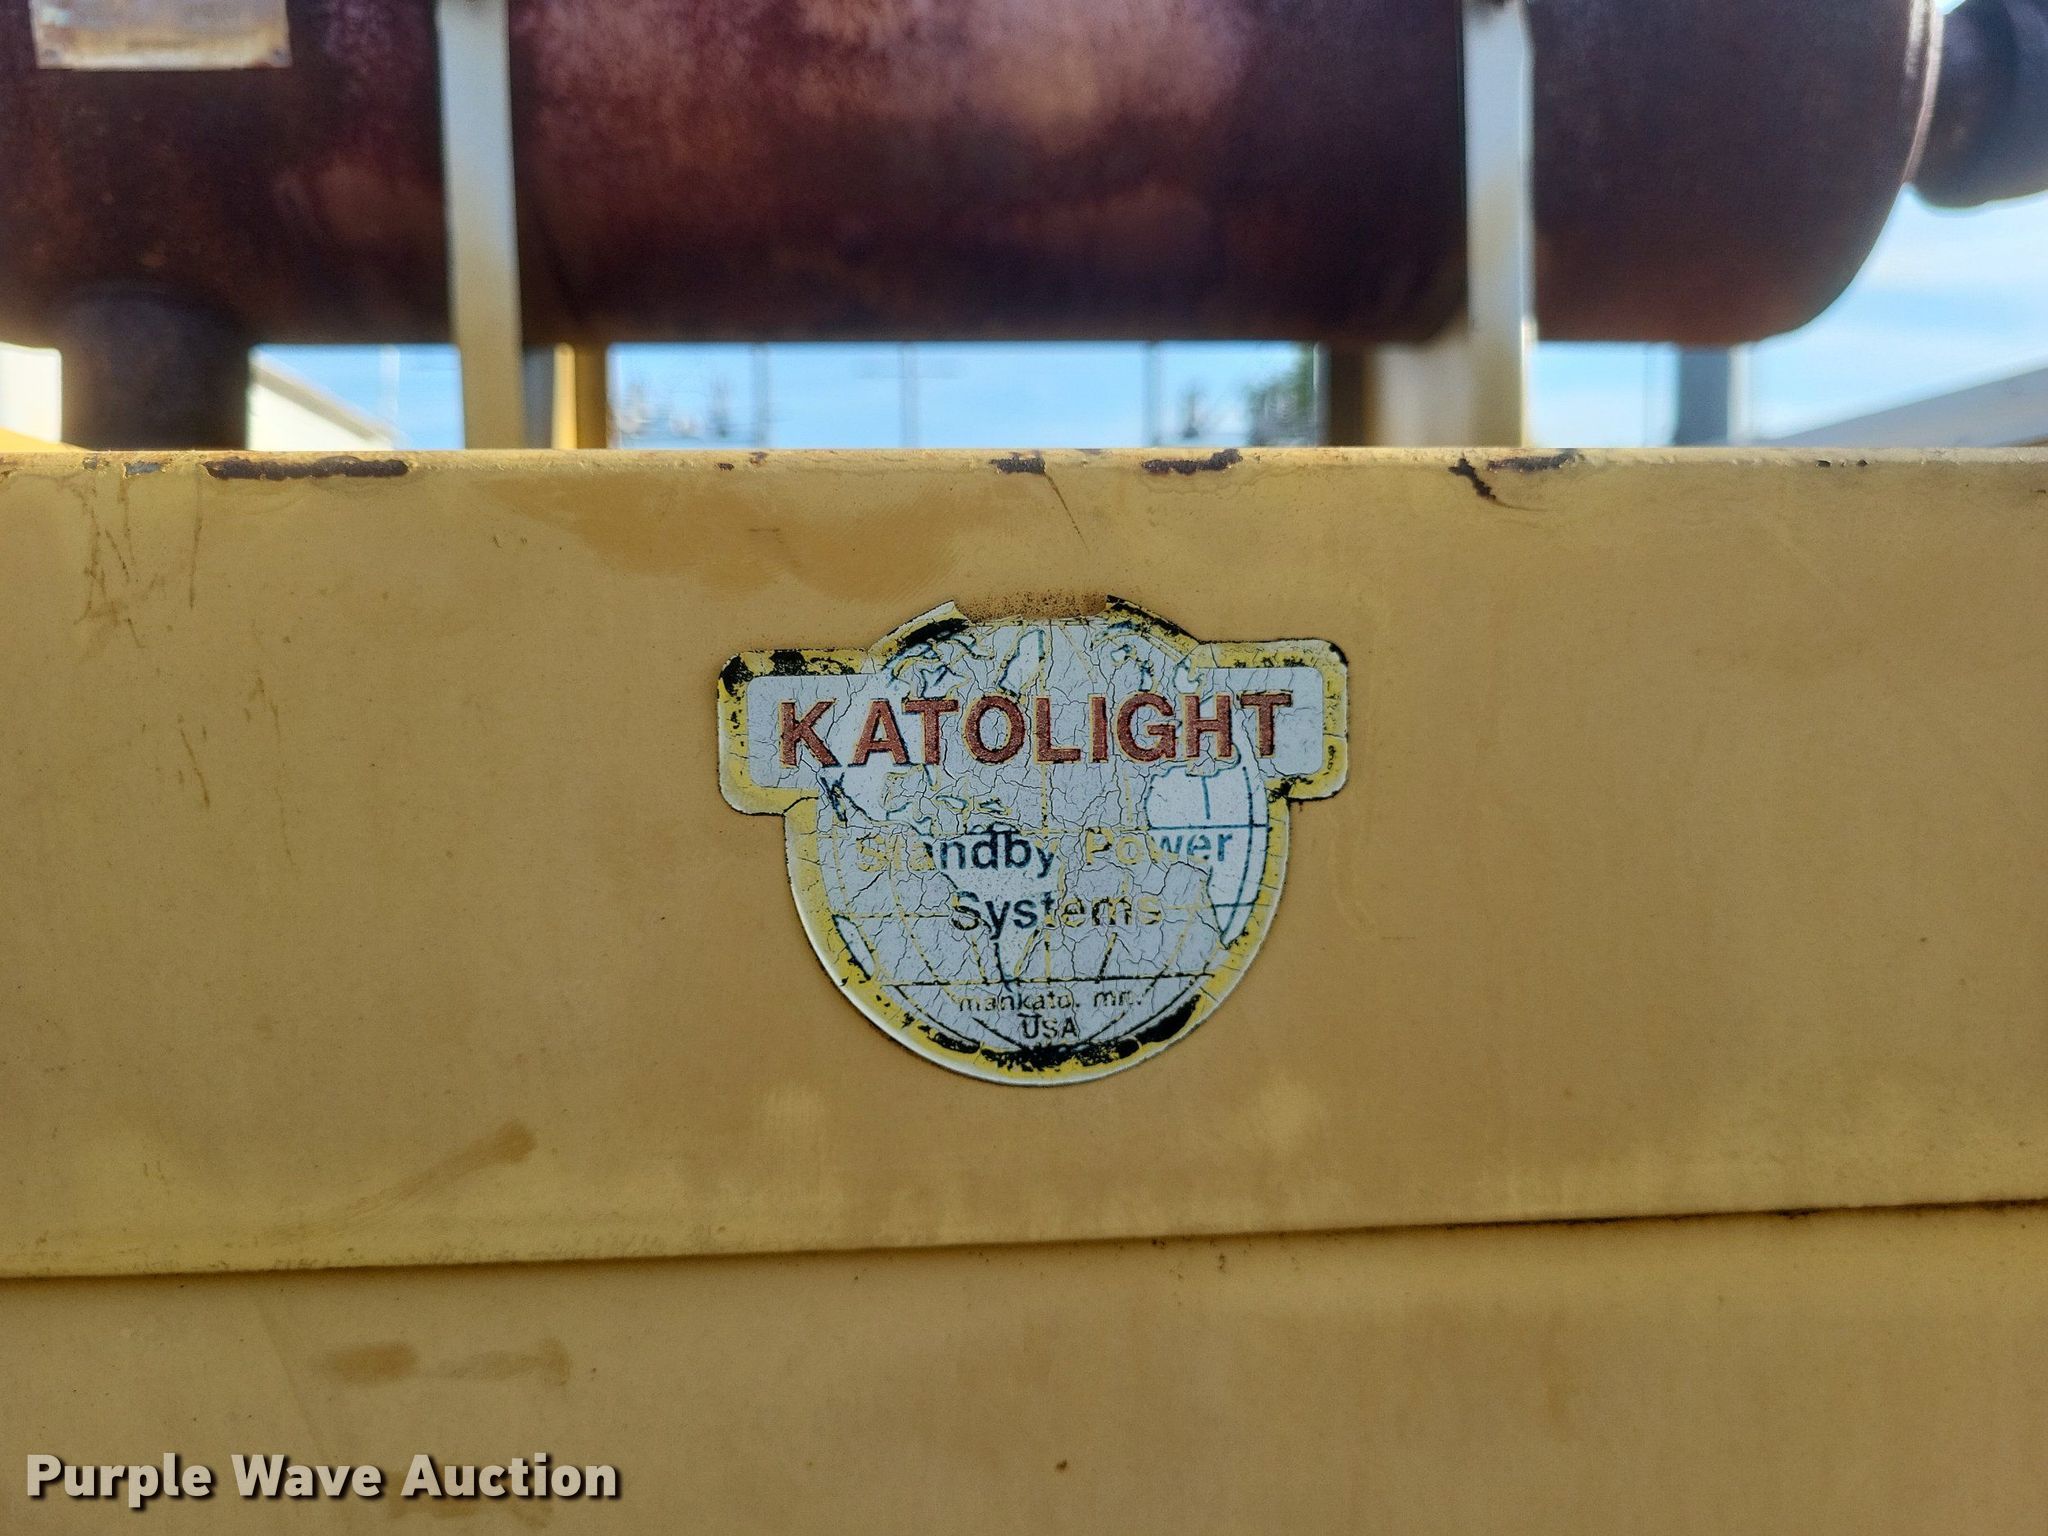 KATOLIGHT
Standby Power
Systems
mankato, mn.
USA
Purple Wave Auction